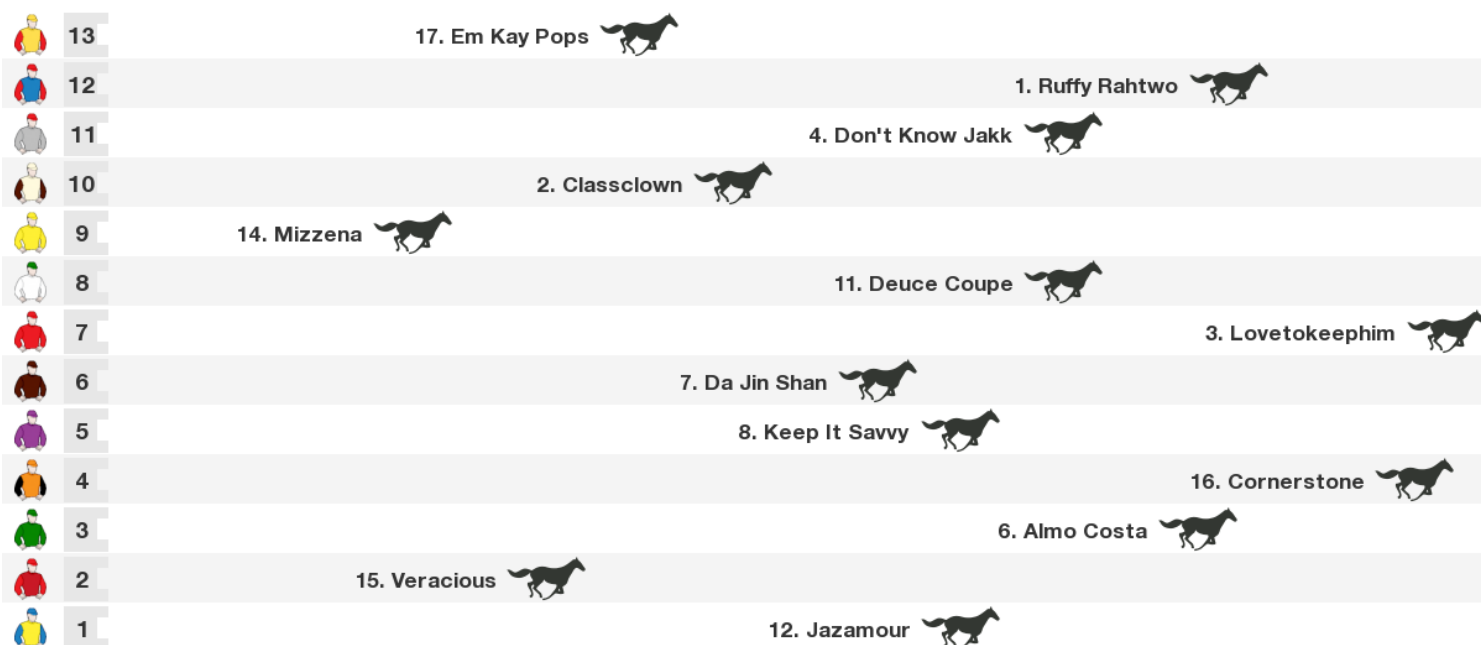 13 17. Em Kay Pops
12 1. Ruffy Rahtwo
11 4. Don't Know Jakk
10 2. Classclown
9 14. Mizzena
8 11. Deuce Coupe
7 3. Lovetokeephim
6 7. Da Jin Shan
5 8. Keep It Savvy
4 16. Cornerstone
3 6. Almo Costa
2 15. Veracious
1 12. Jazamour